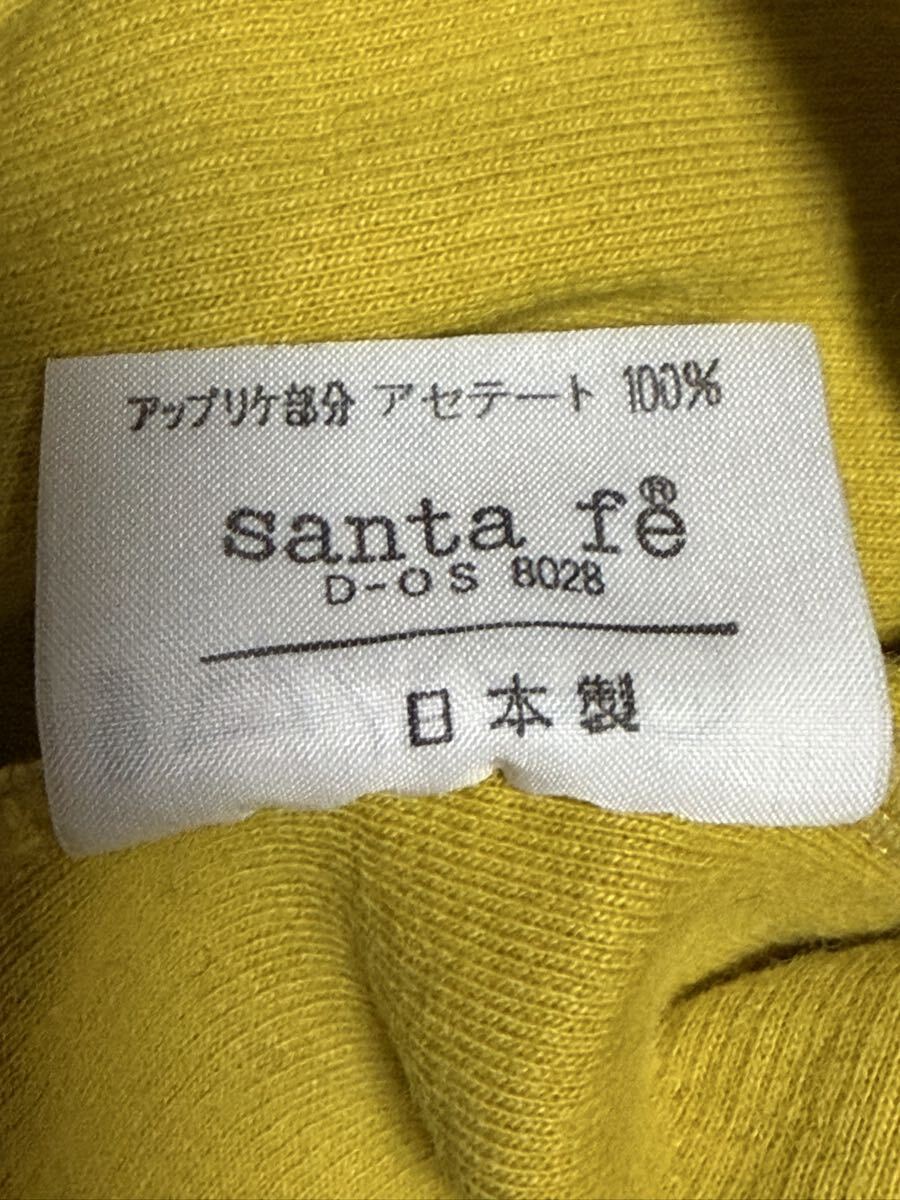 アップリケ部分 アセテート 100%
santa fe®
D-OS 8028
日本製